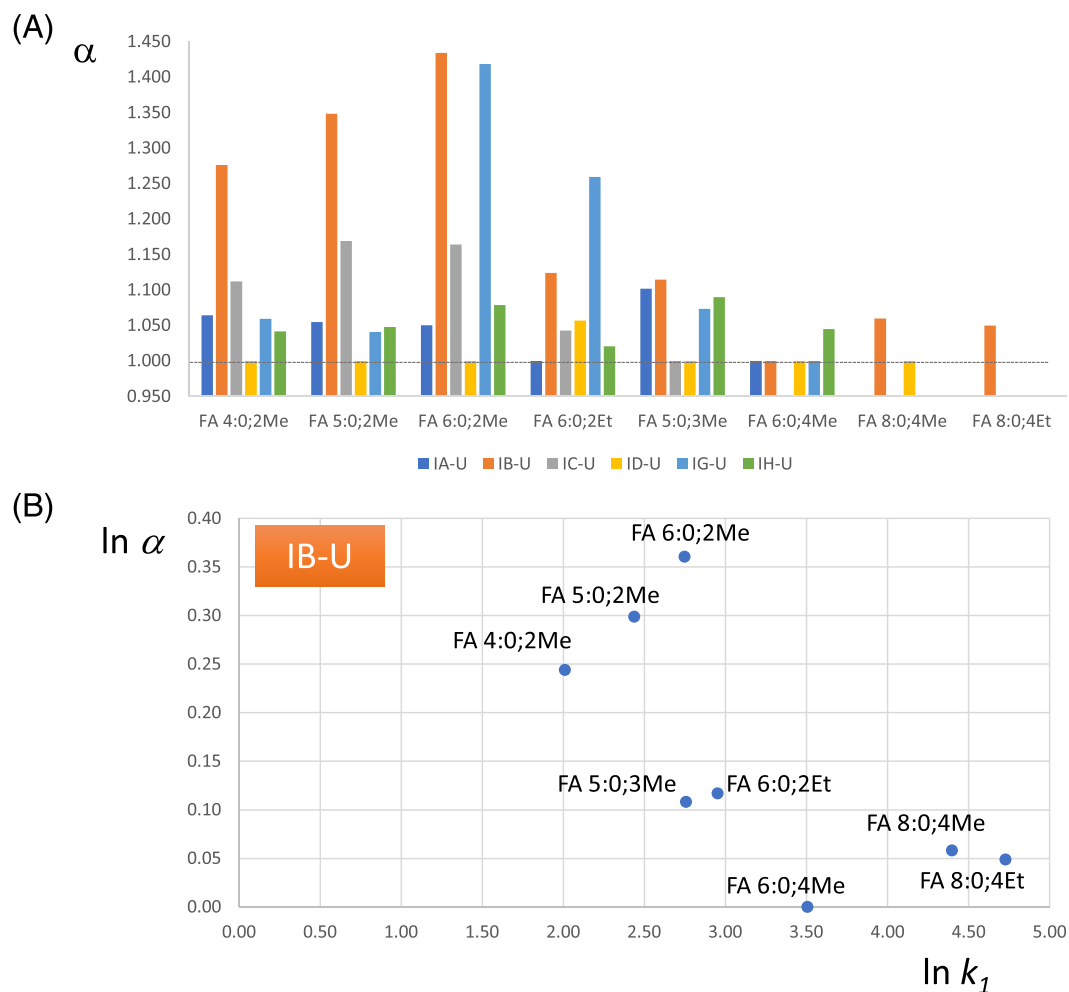 (A)
α
1.450
1.400
1.350
1.300
1.250
1.200
1.150
1.100
1.050
1.000
0.950
FA 4:0;2Me FA 5:0;2Me FA 6:0;2Me FA 6:0;2Et FA 5:0;3Me FA 6:0;4Me FA 8:0;4Me FA 8:0;4Et
IA-U IB-U IC-U ID-U IG-U IH-U
(B)
ln α
IB-U
0.40
0.35
0.30
0.25
0.20
0.15
0.10
0.05
0.00
FA 6:0;2Me
FA 5:0;2Me
FA 4:0;2Me
FA 5:0;3Me FA 6:0;2Et
FA 8:0;4Me
FA 6:0;4Me FA 8:0;4Et
0.00 0.50 1.00 1.50 2.00 2.50 3.00 3.50 4.00 4.50 5.00
ln k1